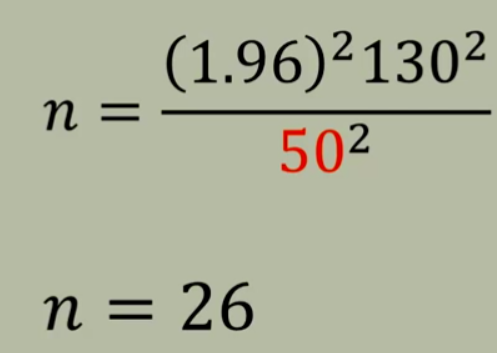 n = (1.96)²130² / 50²
n = 26